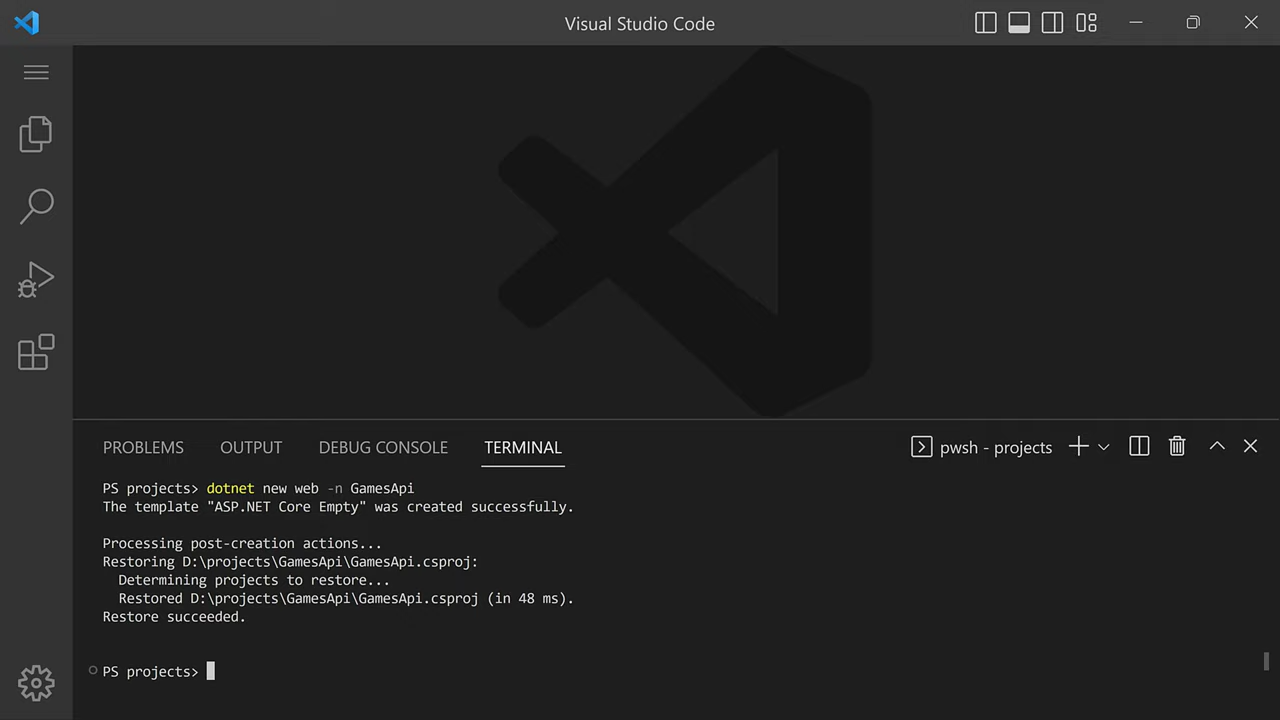 Visual Studio Code
PROBLEMS OUTPUT DEBUG CONSOLE TERMINAL pwsh - projects
PS projects> dotnet new web -n GamesApi
The template "ASP.NET Core Empty" was created successfully.
Processing post-creation actions...
Restoring D:\projects\GamesApi\GamesApi.csproj:
Determining projects to restore...
Restored D:\projects\GamesApi\GamesApi.csproj (in 48 ms).
Restore succeeded.
PS projects>